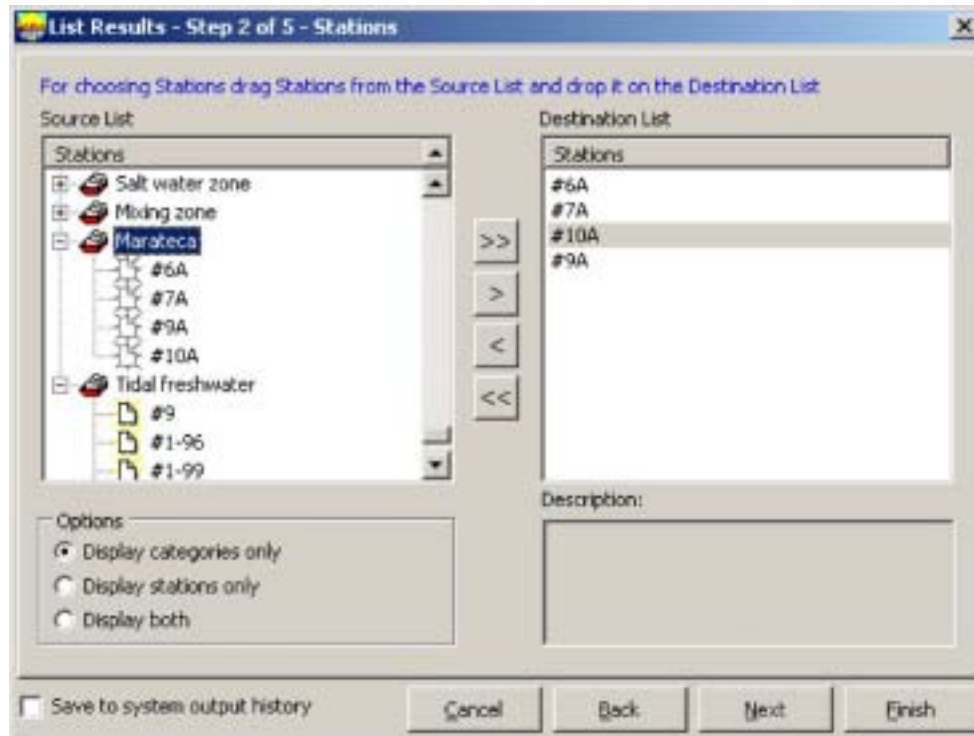 List Results - Step 2 of 5 - Stations
For choosing Stations drag Stations from the Source List and drop it on the Destination List
Source List
Stations
Salt water zone
Mixing zone
Marateca
#6A
#7A
#9A
#10A
Tidal freshwater
#9
#1-96
#1-99
>>
>
<
<<
Destination List
Stations
#6A
#7A
#10A
#9A
Options
Display categories only
Display stations only
Display both
Description:
Save to system output history
Cancel
Back
Next
Finish